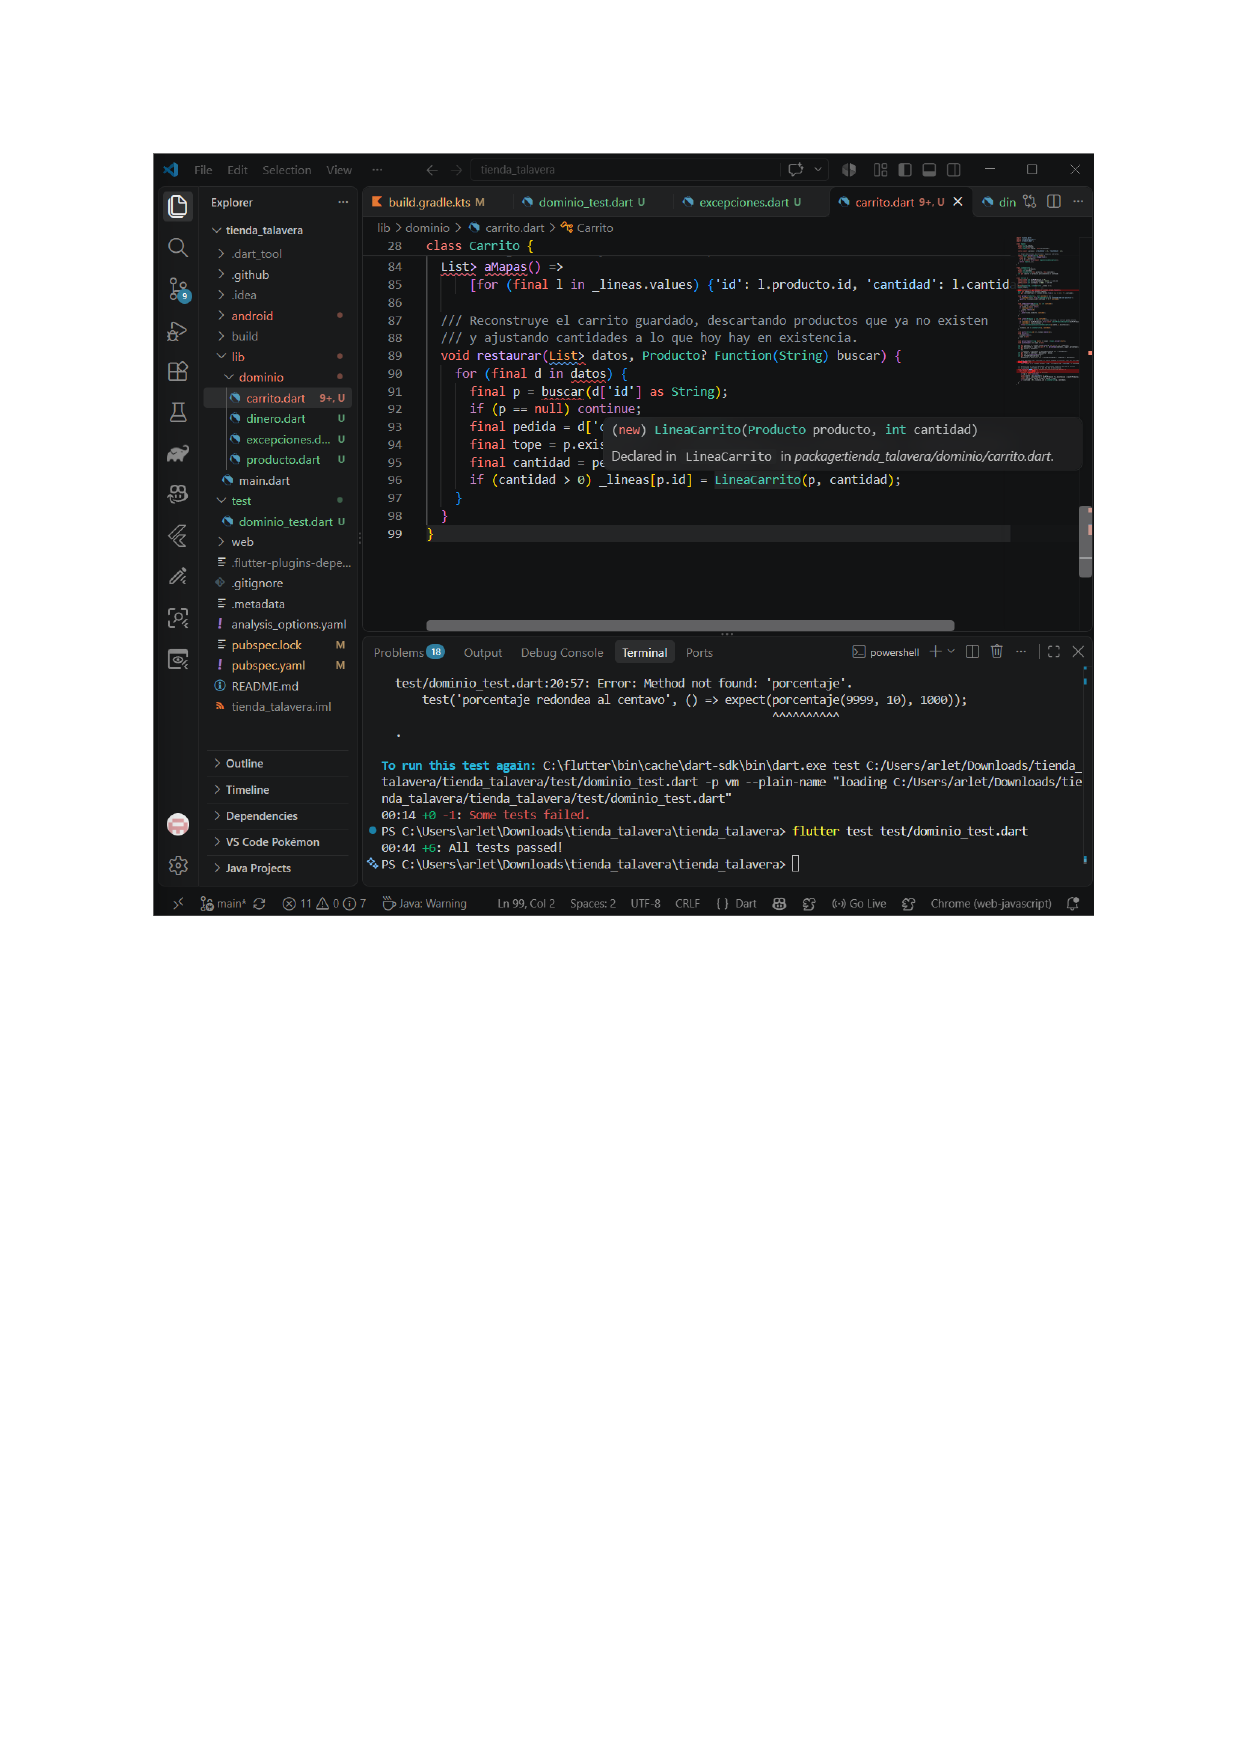 File Edit Selection View ··· tienda_talavera
Explorer ···
tienda_talavera
.dart_tool
.github
.idea
android
build
lib
dominio
carrito.dart 9+, U
dinero.dart U
excepciones.d... U
producto.dart U
main.dart
test
dominio_test.dart U
web
.flutter-plugins-depe...
.gitignore
.metadata
analysis_options.yaml
pubspec.lock M
pubspec.yaml M
README.md
tienda_talavera.iml
Outline
Timeline
Dependencies
VS Code Pokémon
Java Projects
9
build.gradle.kts M dominio_test.dart U excepciones.dart U carrito.dart 9+, U din ···
lib > dominio > carrito.dart > Carrito
28 class Carrito {
84 List> aMapas() =>
85 [for (final l in _lineas.values) {'id': l.producto.id, 'cantidad': l.cantid
86
87 /// Reconstruye el carrito guardado, descartando productos que ya no existen
88 /// y ajustando cantidades a lo que hoy hay en existencia.
89 void restaurar(List> datos, Producto? Function(String) buscar) {
90 for (final d in datos) {
91 final p = buscar(d['id'] as String);
92 if (p == null) continue;
93 final pedida = d['c
94 final tope = p.exis
95 final cantidad = pe
96 if (cantidad > 0) _lineas[p.id] = LineaCarrito(p, cantidad);
97 }
98 }
99 }
(new) LineaCarrito(Producto producto, int cantidad)
Declared in LineaCarrito in package:tienda_talavera/dominio/carrito.dart.
Problems 18 Output Debug Console Terminal Ports powershell ···
test/dominio_test.dart:20:57: Error: Method not found: 'porcentaje'.
test('porcentaje redondea al centavo', () => expect(porcentaje(9999, 10), 1000));
^^^^^^^^^^
.
To run this test again: C:\flutter\bin\cache\dart-sdk\bin\dart.exe test C:/Users/arlet/Downloads/tienda_
talavera/tienda_talavera/test/dominio_test.dart -p vm --plain-name "loading C:/Users/arlet/Downloads/tie
nda_talavera/tienda_talavera/test/dominio_test.dart"
00:14 +0 -1: Some tests failed.
PS C:\Users\arlet\Downloads\tienda_talavera\tienda_talavera> flutter test test/dominio_test.dart
00:44 +6: All tests passed!
PS C:\Users\arlet\Downloads\tienda_talavera\tienda_talavera>
main* 11 0 7 Java: Warning Ln 99, Col 2 Spaces: 2 UTF-8 CRLF { } Dart Go Live Chrome (web-javascript)